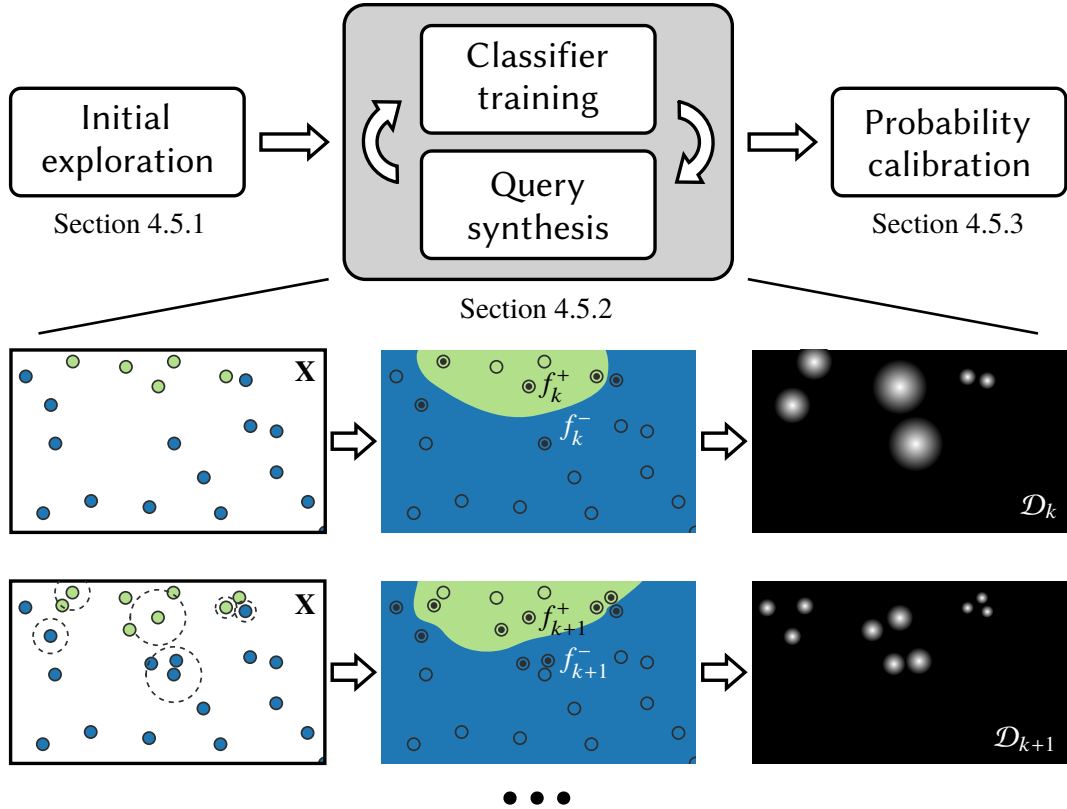 Initial
exploration
Section 4.5.1
Classifier
training
Query
synthesis
Section 4.5.2
Probability
calibration
Section 4.5.3
X
f_k^+
f_k^-
𝒟_k
X
f_{k+1}^+
f_{k+1}^-
𝒟_{k+1}